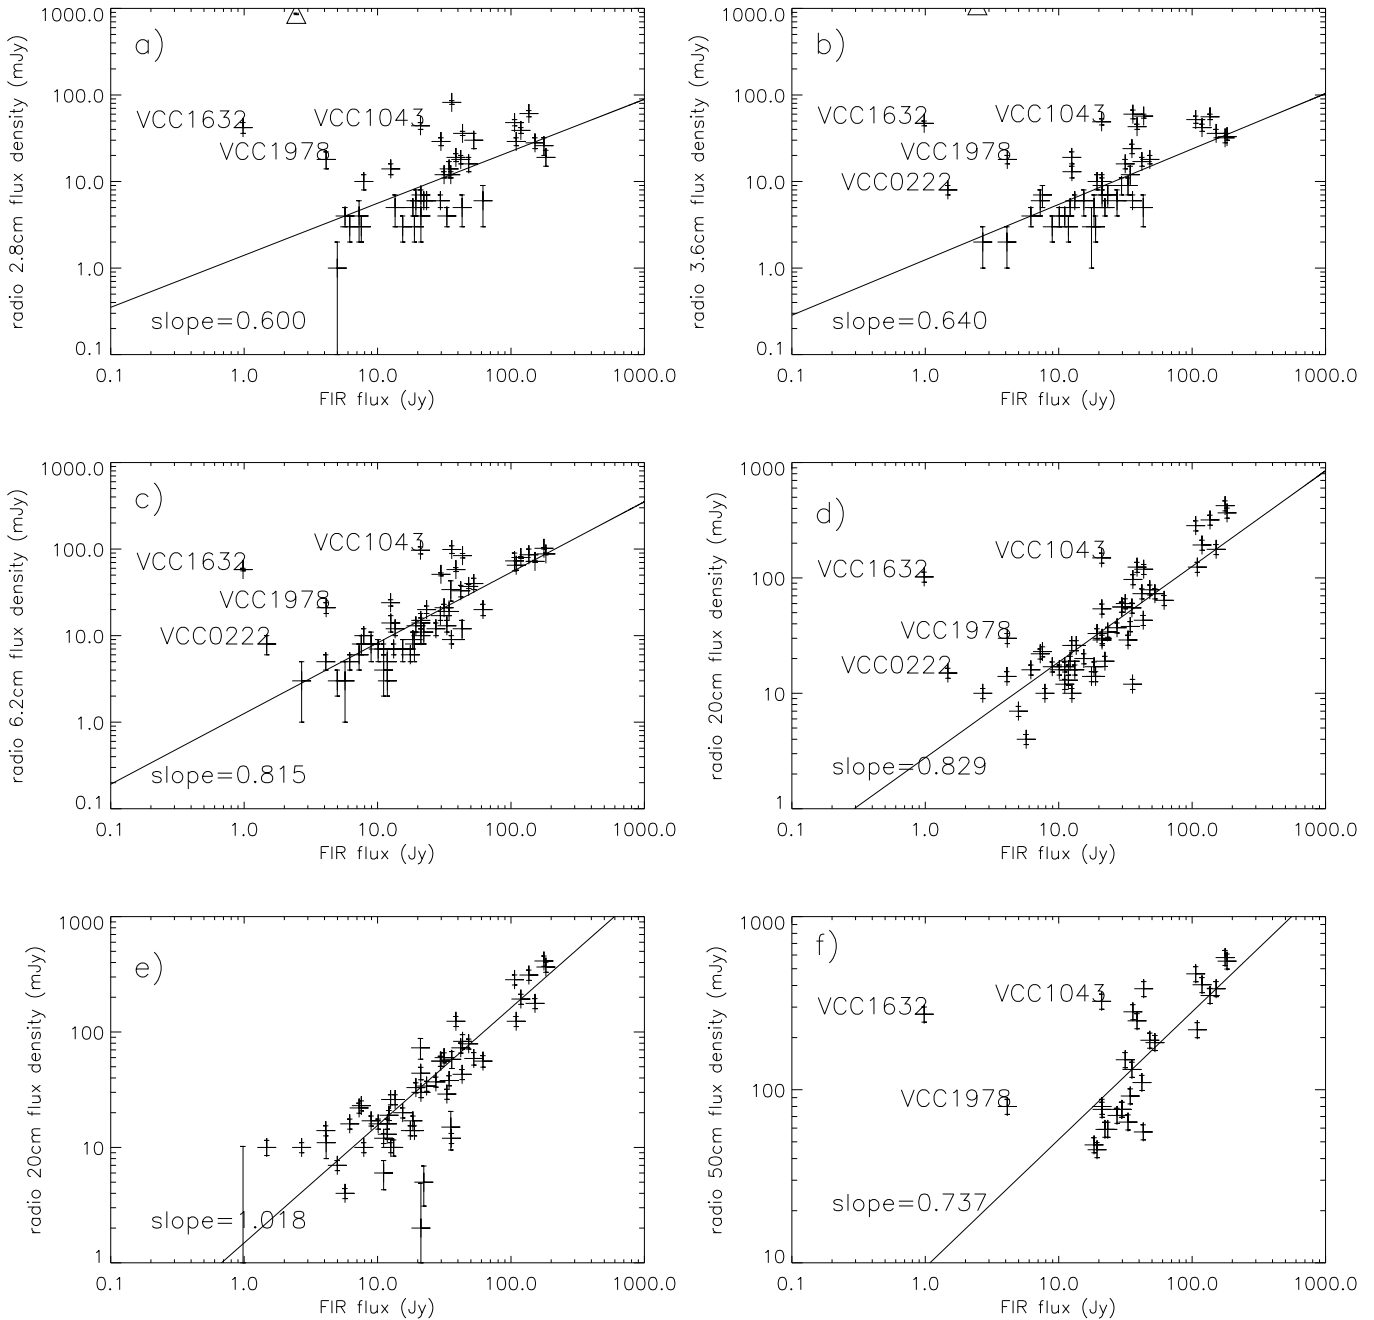 1000.0
100.0
10.0
1.0
0.1
radio 2.8cm flux density (mJy)
a)
VCC1632
VCC1043
VCC1978
slope=0.600
0.1 1.0 10.0 100.0 1000.0
FIR flux (Jy)
1000.0
100.0
10.0
1.0
0.1
radio 3.6cm flux density (mJy)
b)
VCC1632
VCC1043
VCC1978
VCC0222
slope=0.640
0.1 1.0 10.0 100.0 1000.0
FIR flux (Jy)
1000.0
100.0
10.0
1.0
0.1
radio 6.2cm flux density (mJy)
c)
VCC1043
VCC1632
VCC1978
VCC0222
slope=0.815
0.1 1.0 10.0 100.0 1000.0
FIR flux (Jy)
1000
100
10
1
radio 20cm flux density (mJy)
d)
VCC1043
VCC1632
VCC1978
VCC0222
slope=0.829
0.1 1.0 10.0 100.0 1000.0
FIR flux (Jy)
1000
100
10
1
radio 20cm flux density (mJy)
e)
slope=1.018
0.1 1.0 10.0 100.0 1000.0
FIR flux (Jy)
1000
100
10
radio 50cm flux density (mJy)
f)
VCC1043
VCC1632
VCC1978
slope=0.737
0.1 1.0 10.0 100.0 1000.0
FIR flux (Jy)